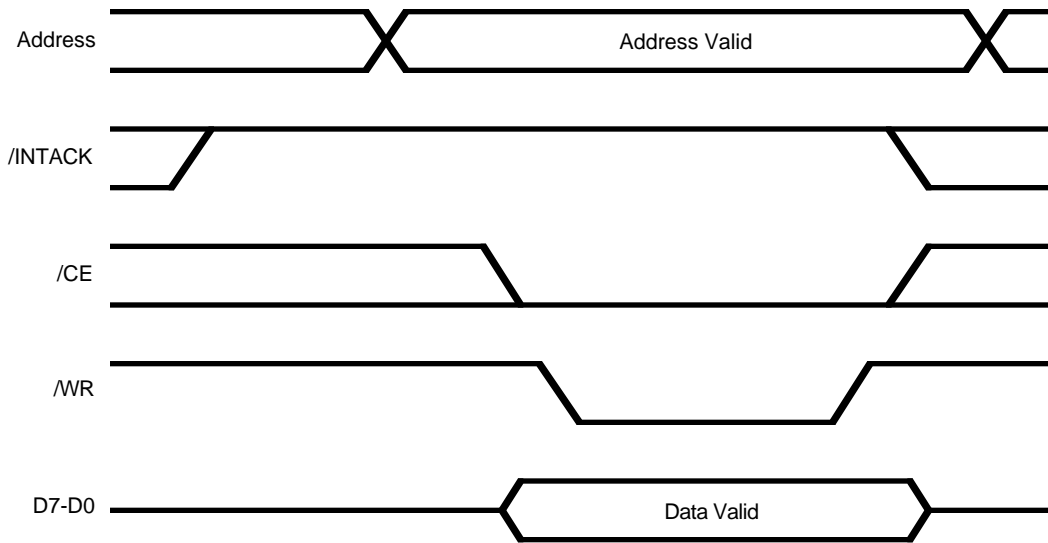 Address
Address Valid
/INTACK
/CE
/WR
D7-D0
Data Valid